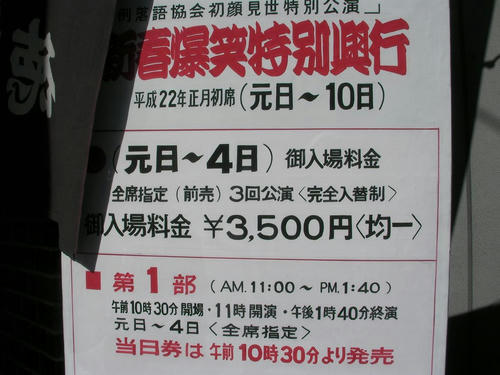 例落語協会初顔見世特別公演」
新春爆笑特別興行
平成22年正月初席(元日~10日)
●(元日~4日)御入場料金
全席指定(前売)3回公演〈完全入替制〉
御入場料金 ¥3,500円〈均一〉
■第1部(AM.11:00~PM.1:40)
午前10時30分開場・11時開演・午後1時40分終演
元日~4日〈全席指定〉
当日券は午前10時30分より発売